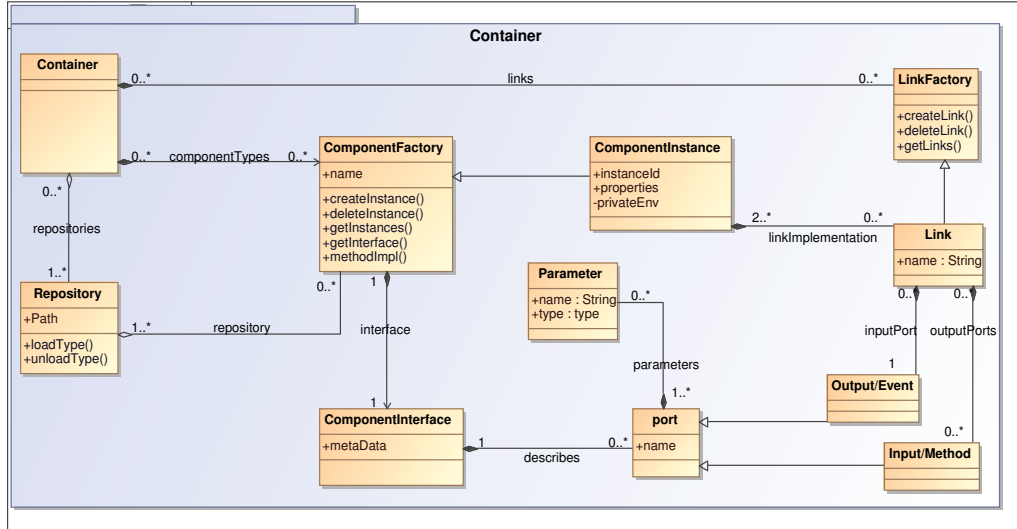 Container
Container
0..*
links
0..*
LinkFactory
+createLink()
+deleteLink()
+getLinks()
0..*
componentTypes
0..*
ComponentFactory
+name
+createInstance()
+deleteInstance()
+getInstances()
+getInterface()
+methodImpl()
ComponentInstance
+instanceId
+properties
-privateEnv
0..*
repositories
1..*
2..*
0..*
linkImplementation
Link
+name : String
Repository
+Path
+loadType()
+unloadType()
1..*
repository
0..*
1
interface
1
Parameter
+name : String
+type : type
0..*
parameters
1..*
0..
0..*
inputPort
outputPorts
1
Output/Event
0..*
Input/Method
ComponentInterface
+metaData
1
describes
0..*
port
+name